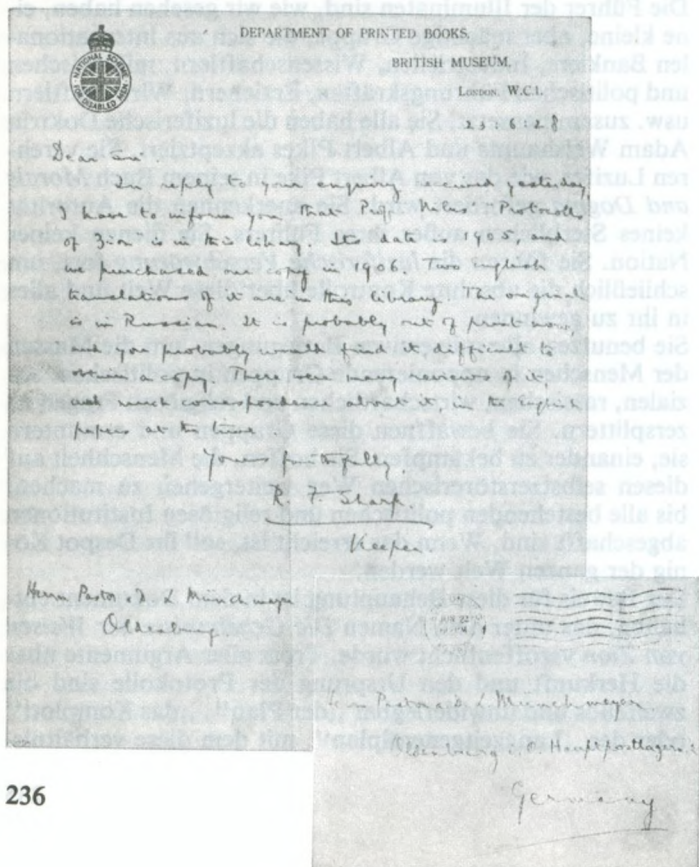 DEPARTMENT OF PRINTED BOOKS,
BRITISH MUSEUM,
London. W.C.1.
23. 6. 28
Dear Sir
In reply to your enquiry received yesterday,
I have to inform you that Nilus' Protocolls
of Zion is in this library. Its date is 1905 and
we purchased our copy in 1906. Two english
translations of it are in this library. The original
is in Russian. It is probably out of print now,
and you probably would find it difficult to
obtain a copy. There were many reviews of it,
and much correspondence about it, in the english
papers at the time.
Yours faithfully,
R. F. Sharp
Keeper
Herrn Pastor L Münchmeyer
Oldenburg.
Herrn Pastor Münchmeyer
Oldenburg i O Hauptpostlagernd
Germany
236